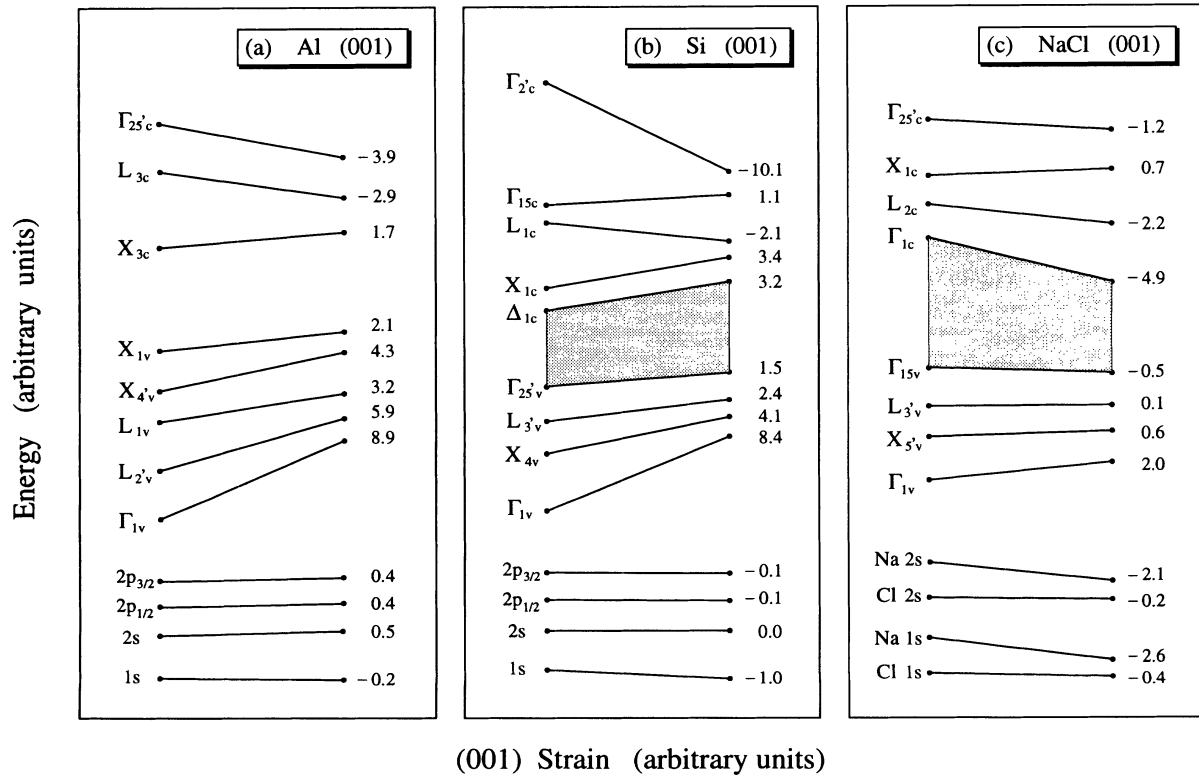 (a) Al (001)
Γ25'c
L3c
X3c
X1v
X4'v
L1v
L2'v
Γ1v
2p3/2
2p1/2
2s
1s
−3.9
−2.9
1.7
2.1
4.3
3.2
5.9
8.9
0.4
0.4
0.5
−0.2
(b) Si (001)
Γ2'c
Γ15c
L1c
X1c
Δ1c
Γ25'v
L3'v
X4v
Γ1v
2p3/2
2p1/2
2s
1s
−10.1
1.1
−2.1
3.4
3.2
1.5
2.4
4.1
8.4
−0.1
−0.1
0.0
−1.0
(c) NaCl (001)
Γ25'c
X1c
L2c
Γ1c
Γ15v
L3'v
X5'v
Γ1v
Na 2s
Cl 2s
Na 1s
Cl 1s
−1.2
0.7
−2.2
−4.9
−0.5
0.1
0.6
2.0
−2.1
−0.2
−2.6
−0.4
Energy (arbitrary units)
(001) Strain (arbitrary units)